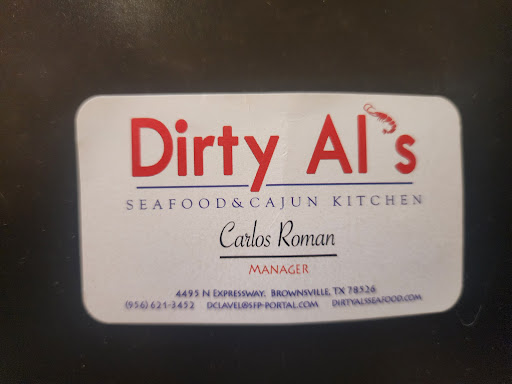 Dirty Al's
SEAFOOD & CAJUN KITCHEN
Carlos Roman
MANAGER
4495 N EXPRESSWAY. BROWNSVILLE, TX 78526
(956) 621-3452 DCLAVEL@SFP-PORTAL.COM DIRTYALSSEAFOOD.COM